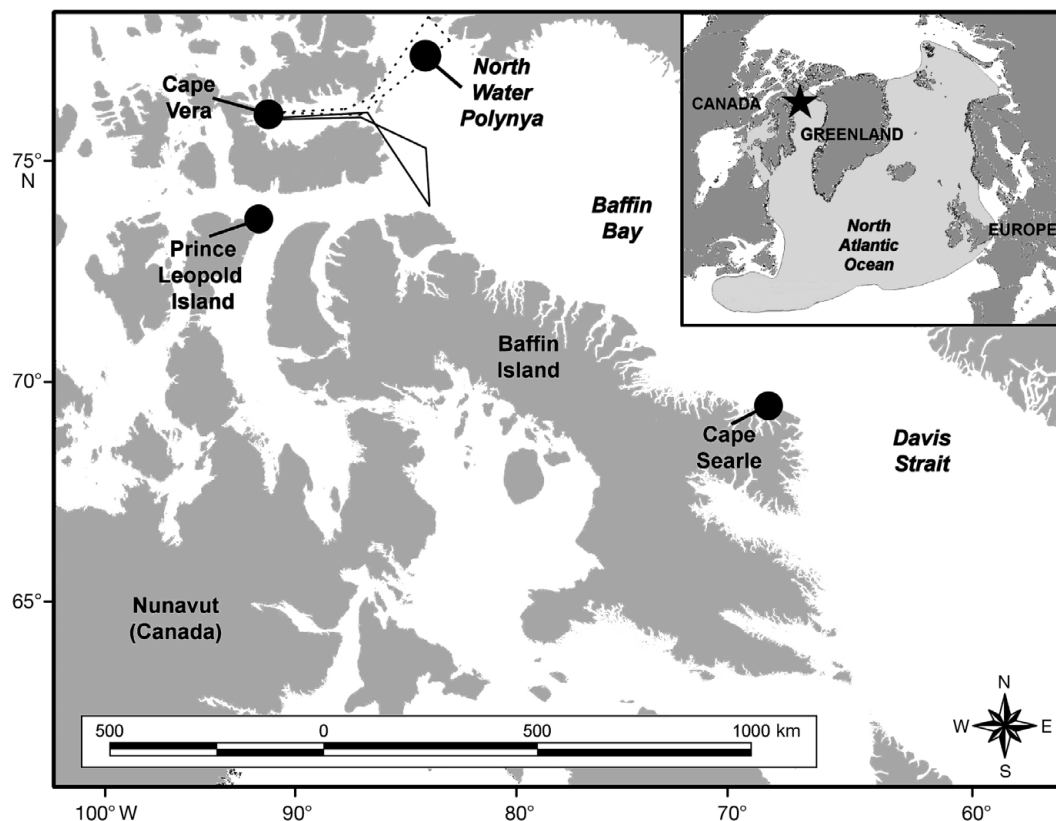 Cape
Vera
North
Water
Polynya
75°
N
Prince
Leopold
Island
Baffin
Bay
CANADA
GREENLAND
North
Atlantic
Ocean
EUROPE
Baffin
Island
70°
Cape
Searle
Davis
Strait
65°
Nunavut
(Canada)
500 0 500 1000 km
N
W E
S
100° W 90° 80° 70° 60°